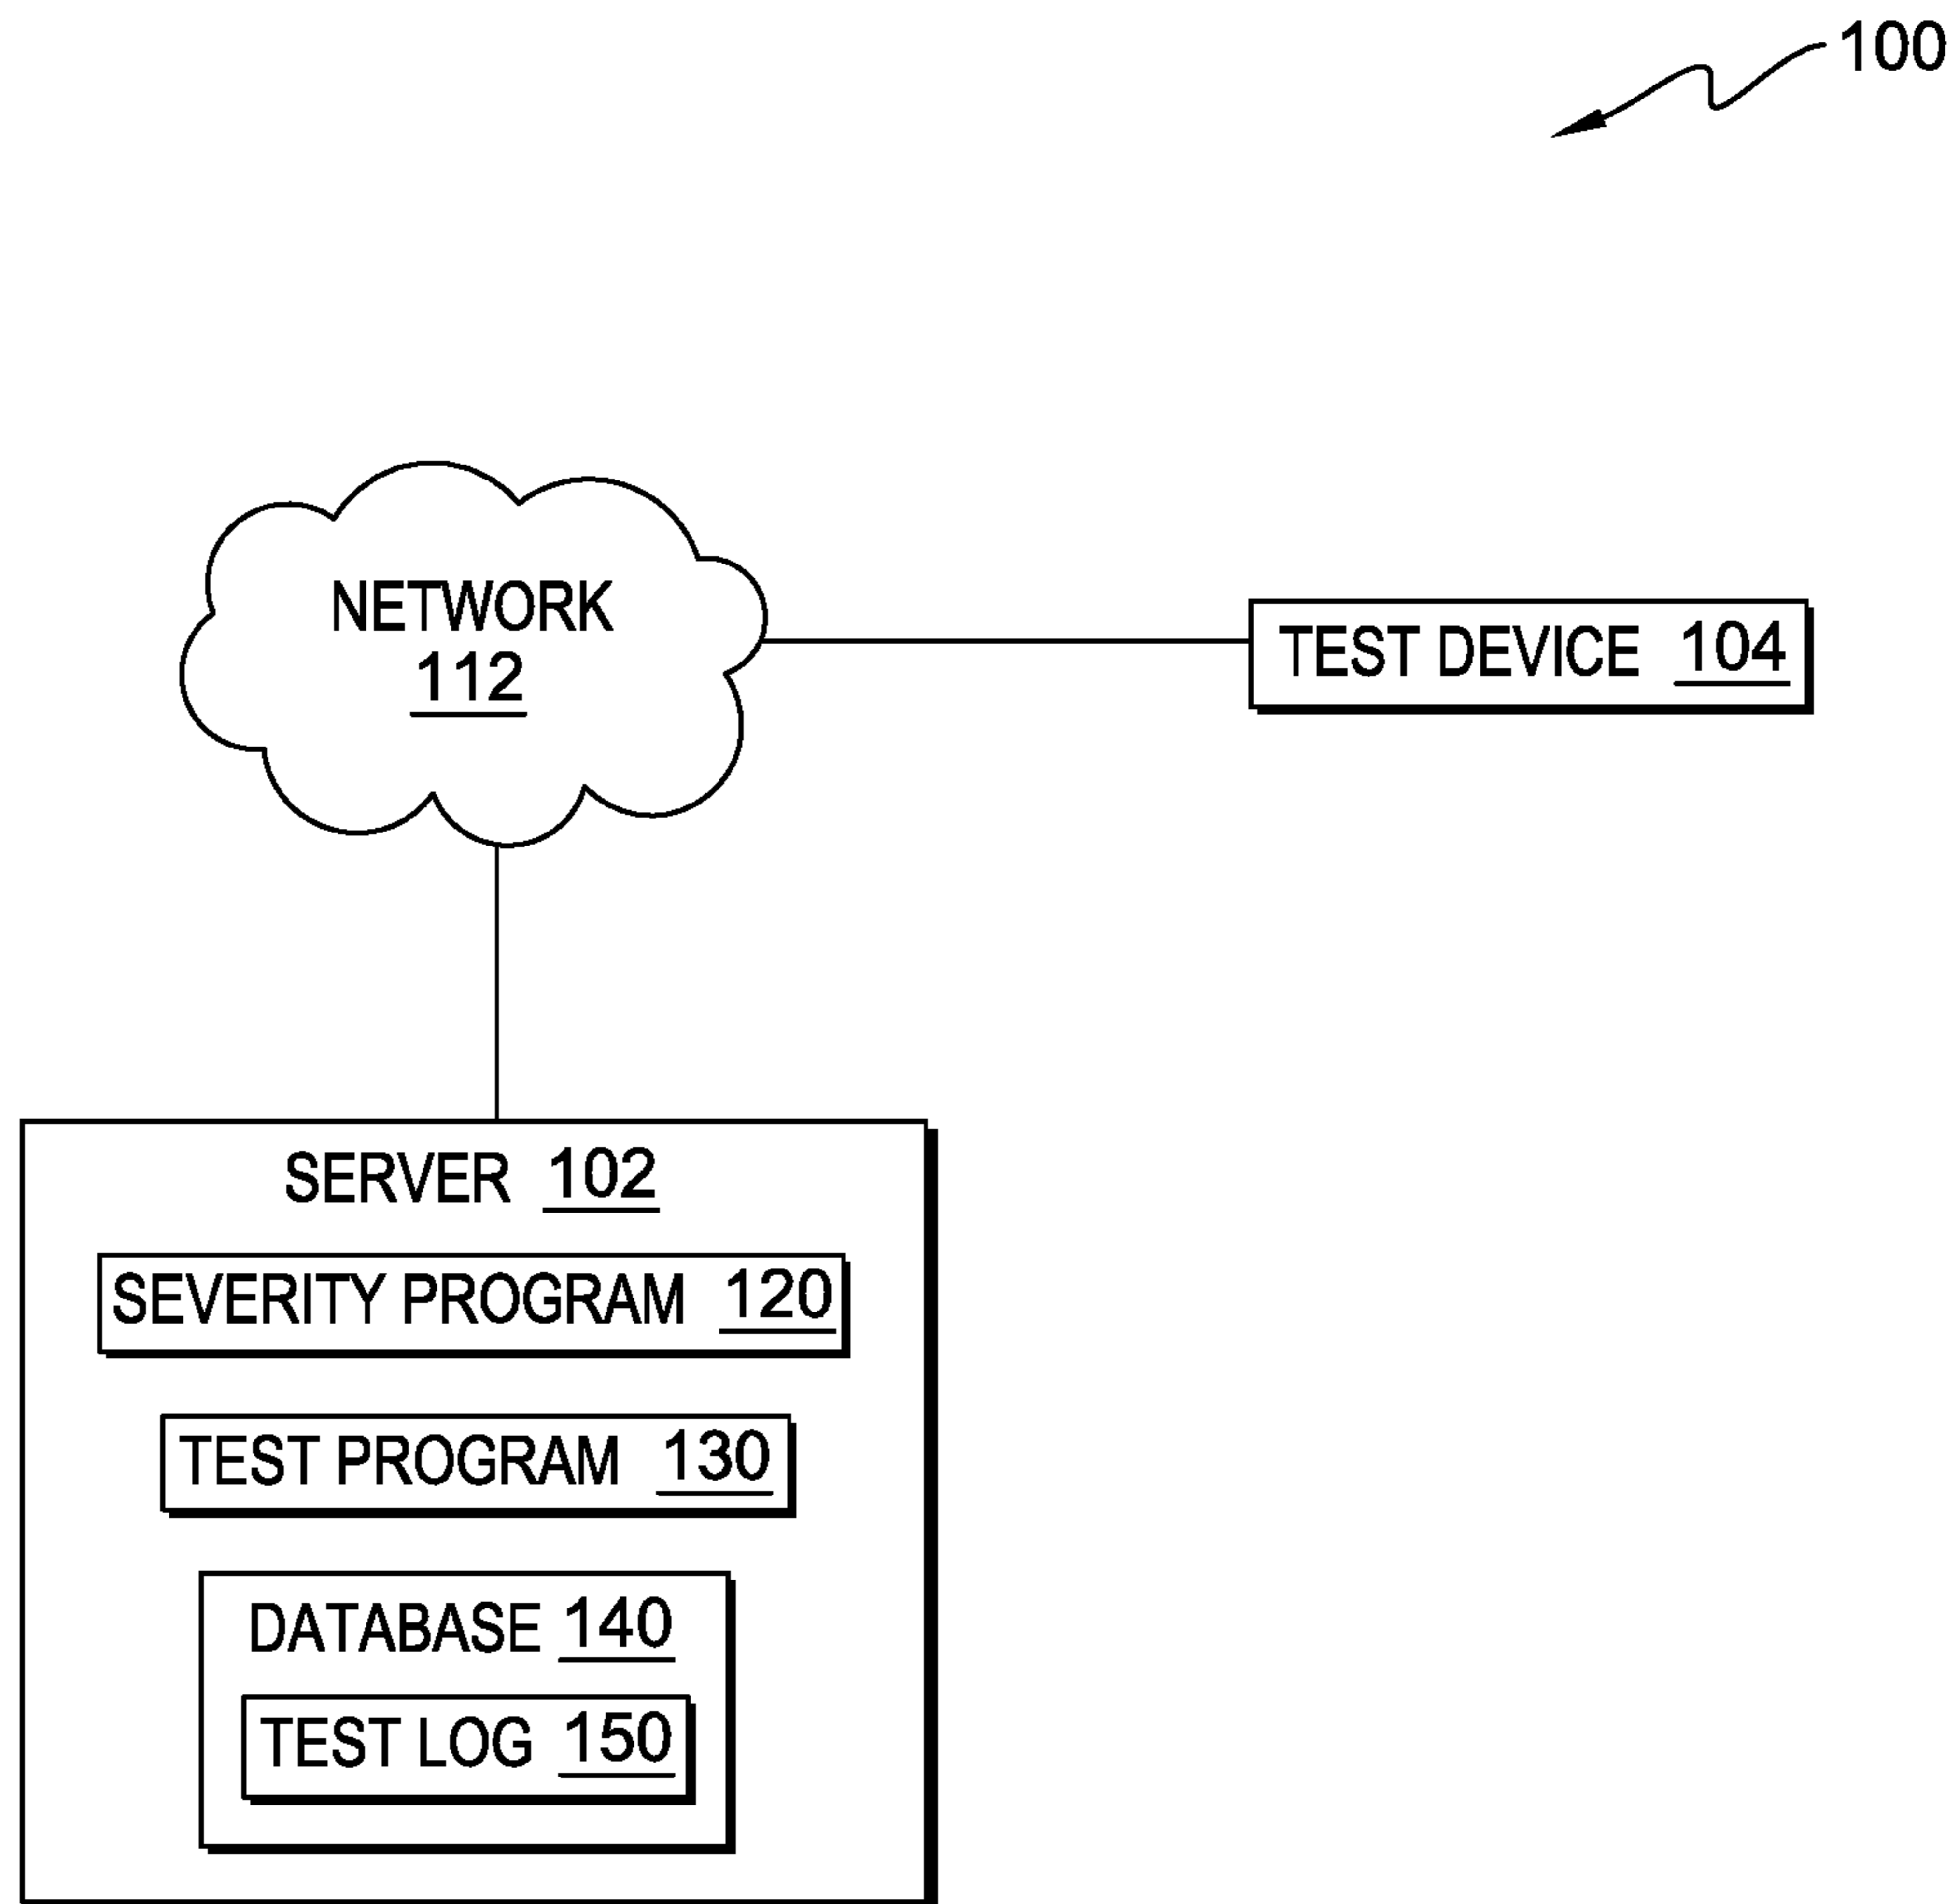 100
NETWORK
112
TEST DEVICE 104
SERVER 102
SEVERITY PROGRAM 120
TEST PROGRAM 130
DATABASE 140
TEST LOG 150